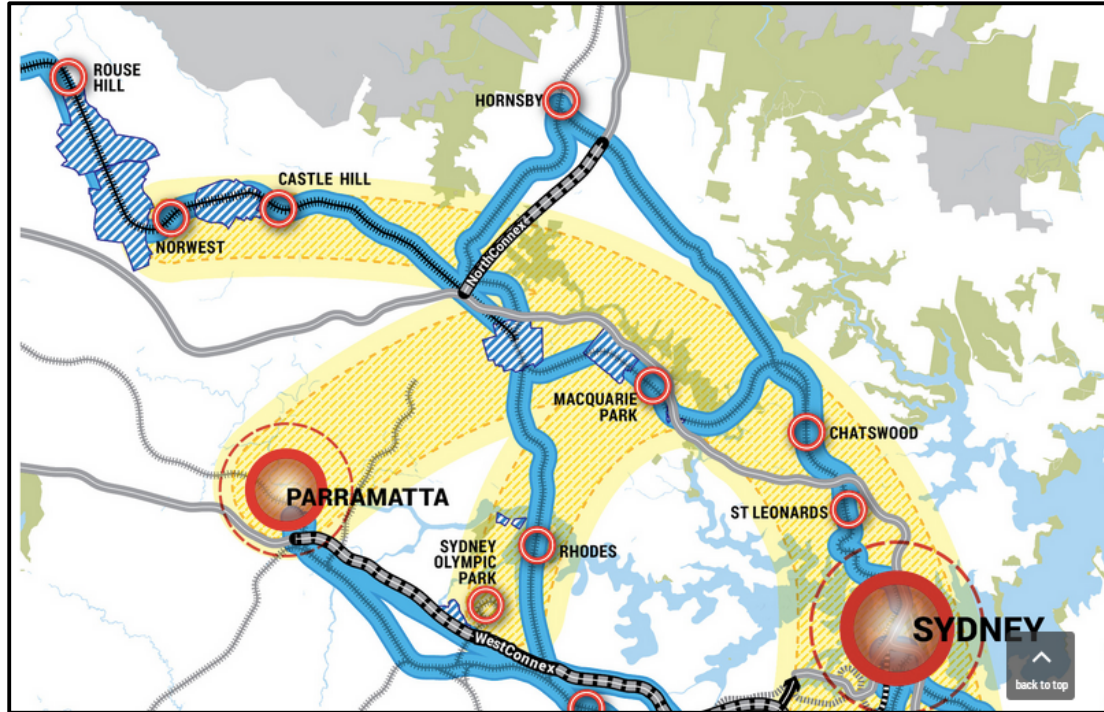 ROUSE
HILL
HORNSBY
CASTLE HILL
NORWEST
NorthConnex
MACQUARIE
PARK
CHATSWOOD
PARRAMATTA
ST LEONARDS
SYDNEY
OLYMPIC
PARK
RHODES
SYDNEY
WestConnex
back to top